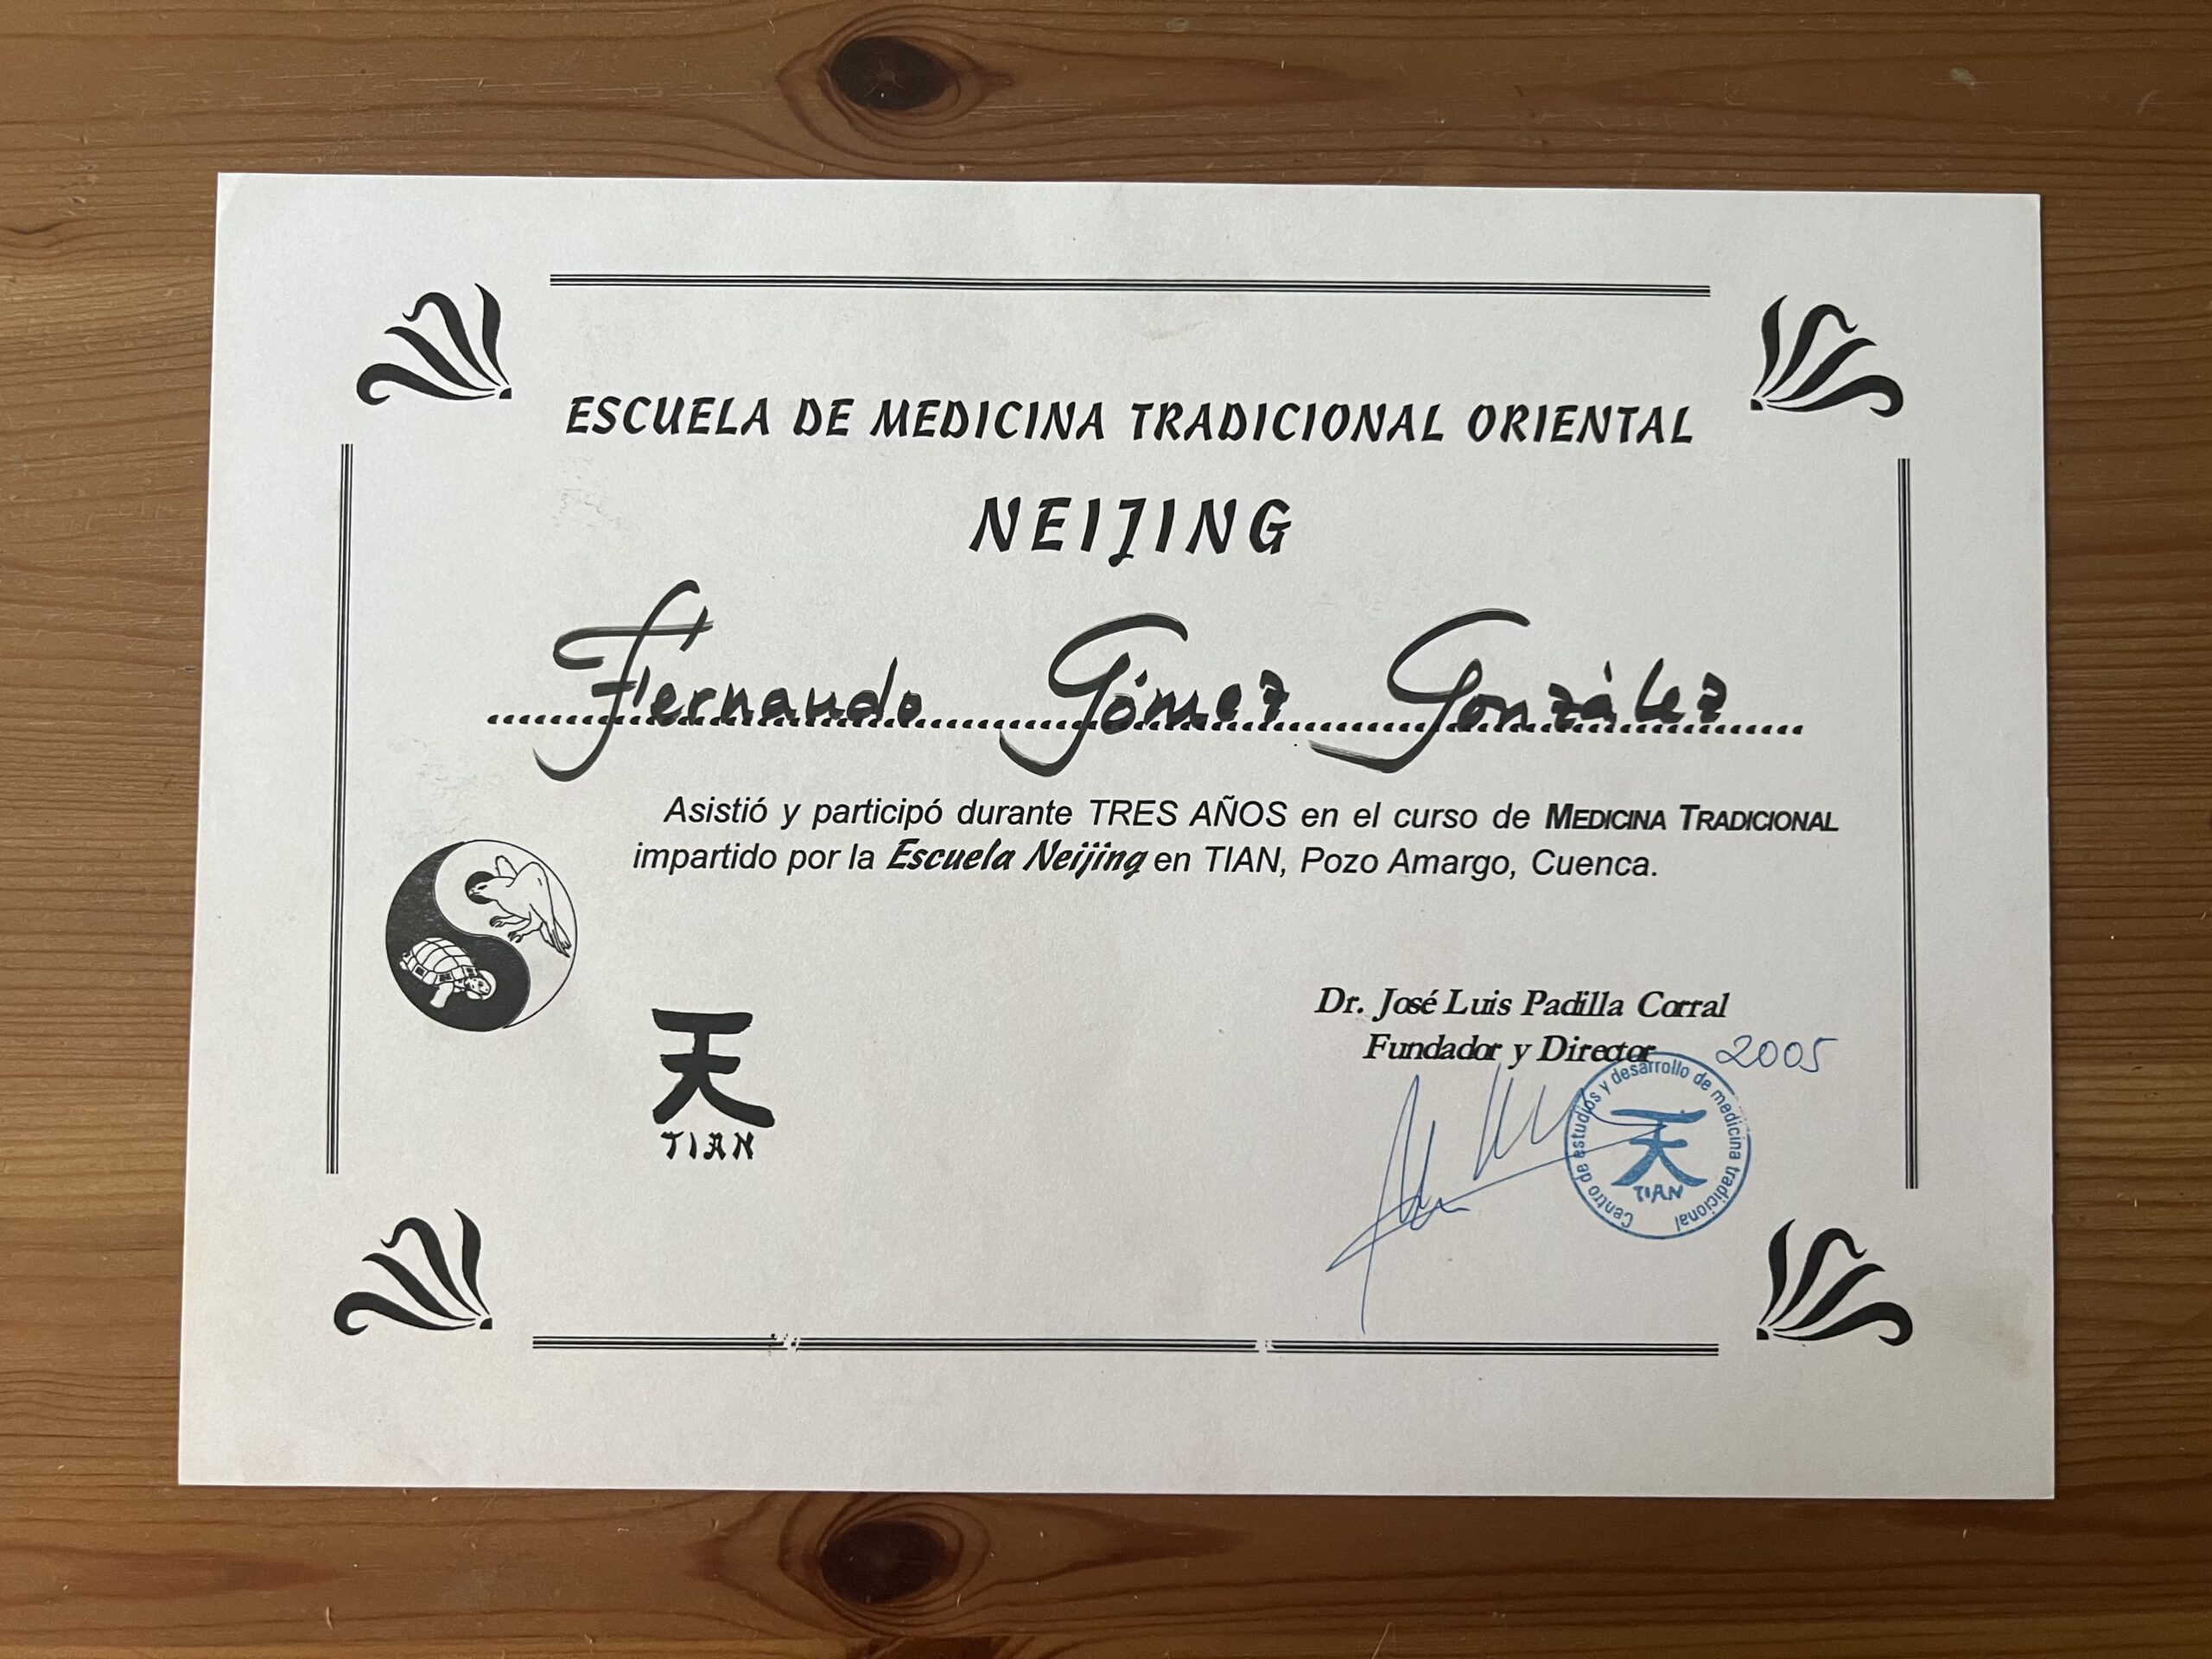 ESCUELA DE MEDICINA TRADICIONAL ORIENTAL
NEIJING
Fernando Gómez González
Asistió y participó durante TRES AÑOS en el curso de MEDICINA TRADICIONAL
impartido por la Escuela Neijing en TIAN, Pozo Amargo, Cuenca.
Dr. José Luis Padilla Corral
Fundador y Director
2005
天
TIAN
Centro de estudios y desarrollo de medicina tradicional
天
TIAN